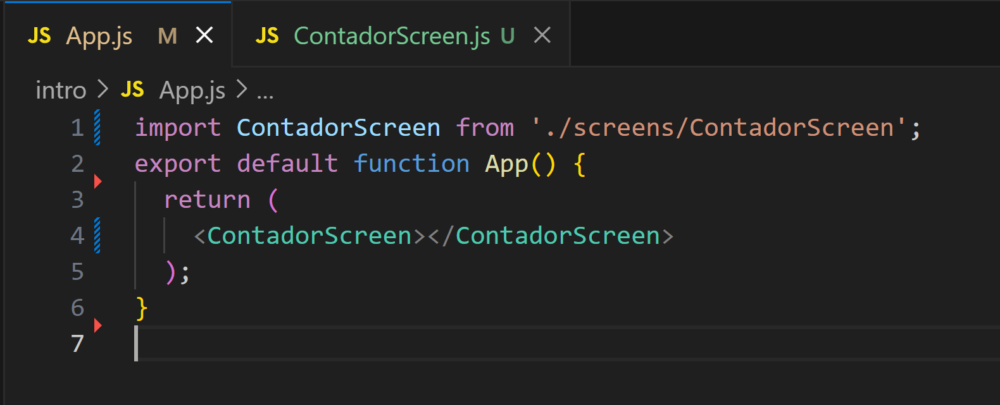 JS App.js M JS ContadorScreen.js U
intro > JS App.js > ...
1 import ContadorScreen from './screens/ContadorScreen';
2 export default function App() {
3 return (
4 <ContadorScreen></ContadorScreen>
5 );
6 }
7